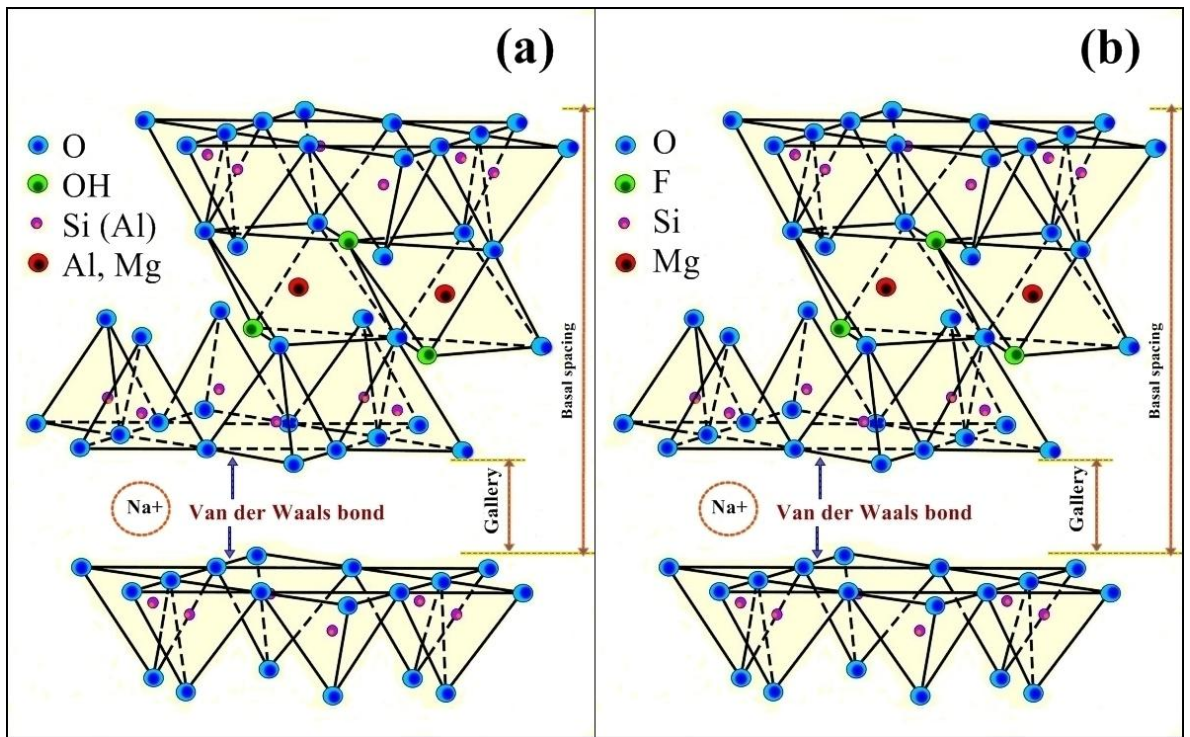 (a)
O
OH
Si (Al)
Al, Mg
Basal spacing
Gallery
Na+
Van der Waals bond
(b)
O
F
Si
Mg
Basal spacing
Gallery
Na+
Van der Waals bond